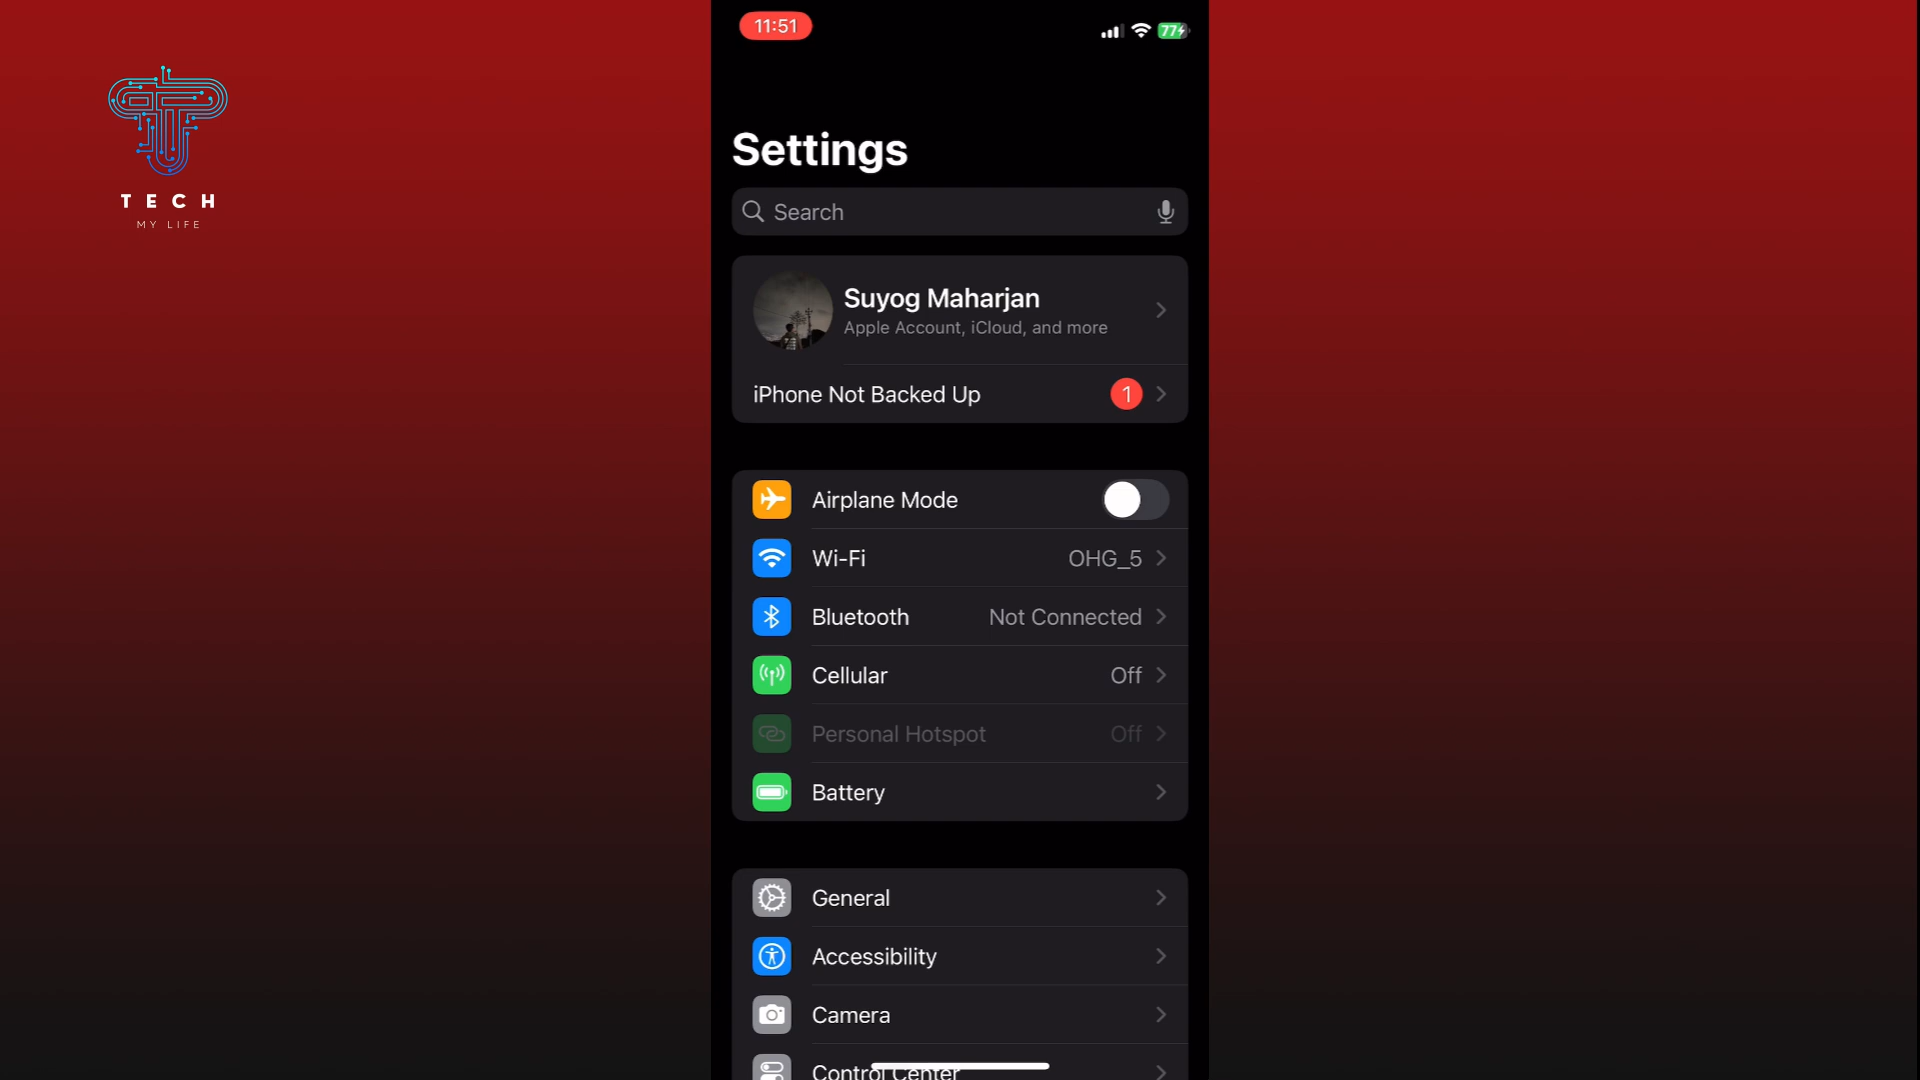 11:51
77
TECH
MY LIFE
Settings
Search
Suyog Maharjan
Apple Account, iCloud, and more
iPhone Not Backed Up 1
Airplane Mode
Wi-Fi OHG_5
Bluetooth Not Connected
Cellular Off
Personal Hotspot Off
Battery
General
Accessibility
Camera
Control Center